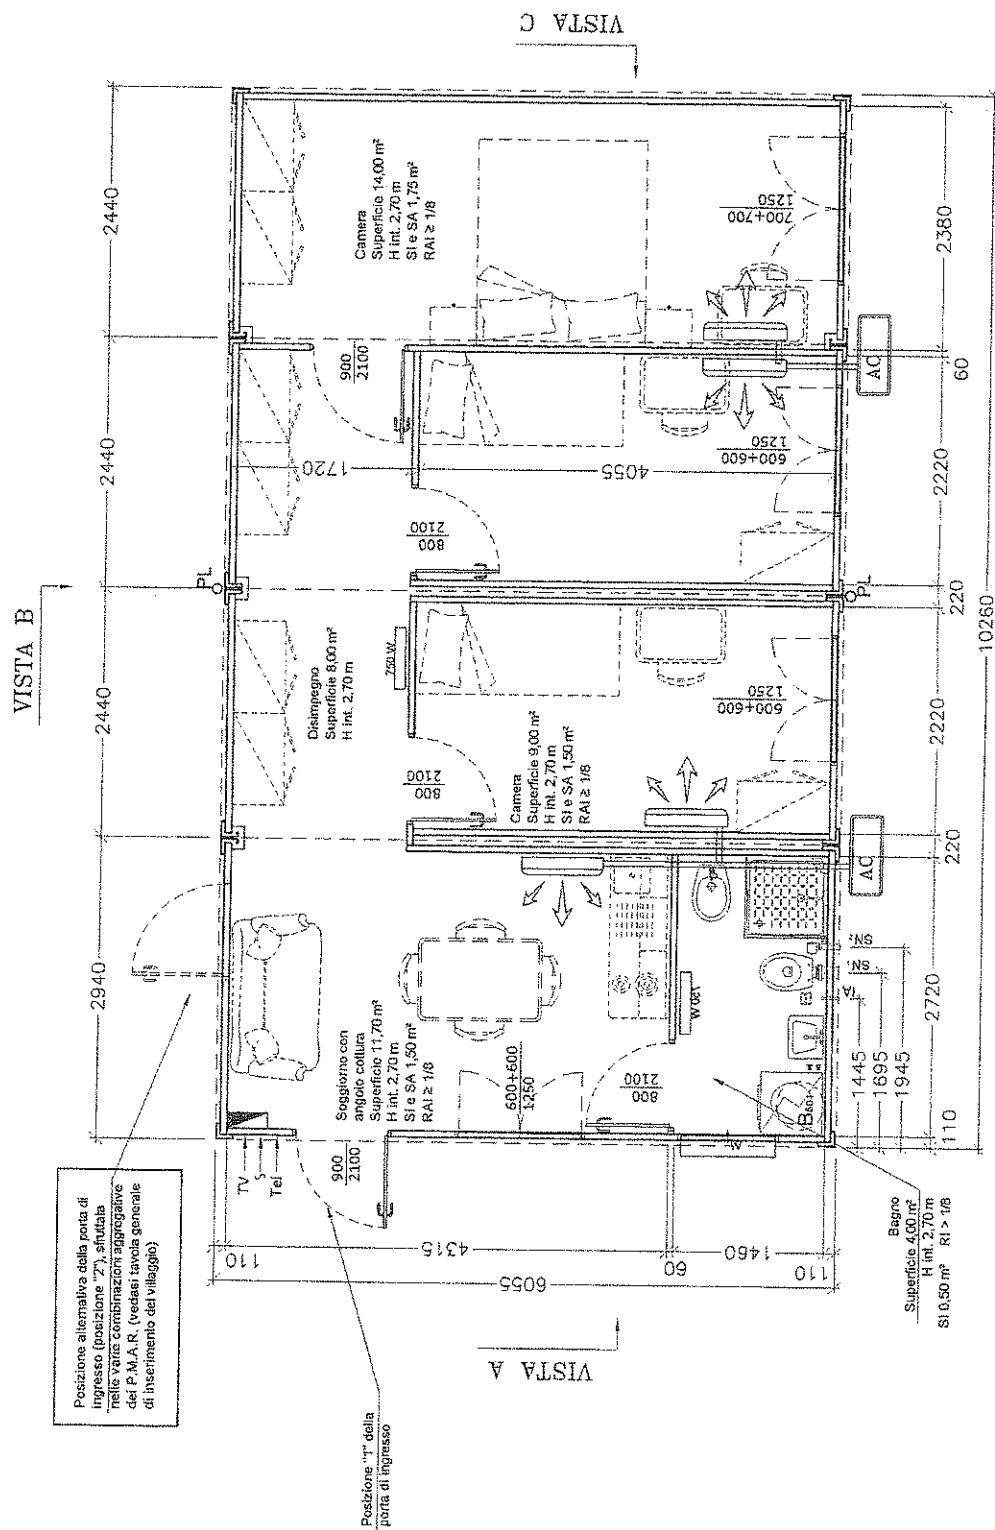 VISTA C
VISTA B
VISTA A
2440
2440
2440
2940
Posizione alternativa della porta di
ingresso (posizione "2"), sfruttata
nelle varie combinazioni aggregative
dei P.M.A.R. (vedasi tavola generale
di inserimento del villaggio)
Posizione "1" della
porta di ingresso
Camera
Superficie 14,00 m²
H int. 2,70 m
SI e SA 1,75 m²
RAI ≥ 1/8
Disimpegno
Superficie 8,00 m²
H int. 2,70 m
Camera
Superficie 9,00 m²
H int. 2,70 m
SI e SA 1,50 m²
RAI ≥ 1/8
Soggiorno con
angolo cottura
Superficie 11,70 m²
H int. 2,70 m
SI e SA 1,50 m²
RAI ≥ 1/8
Bagno
Superficie 4,00 m²
H int. 2,70 m
SI 0,50 m² RI > 1/8
TV
S
Tel
900
2100
900
2100
800
2100
800
2100
800
2100
600+600
1250
600+600
1250
600+600
1250
700+700
1250
1720
4055
750 W
PL
PL
AC
AC
SN.
SN.
110
4315
60
1460
110
6055
1445
1695
1945
110
2720
220
2220
220
2220
60
2380
10260